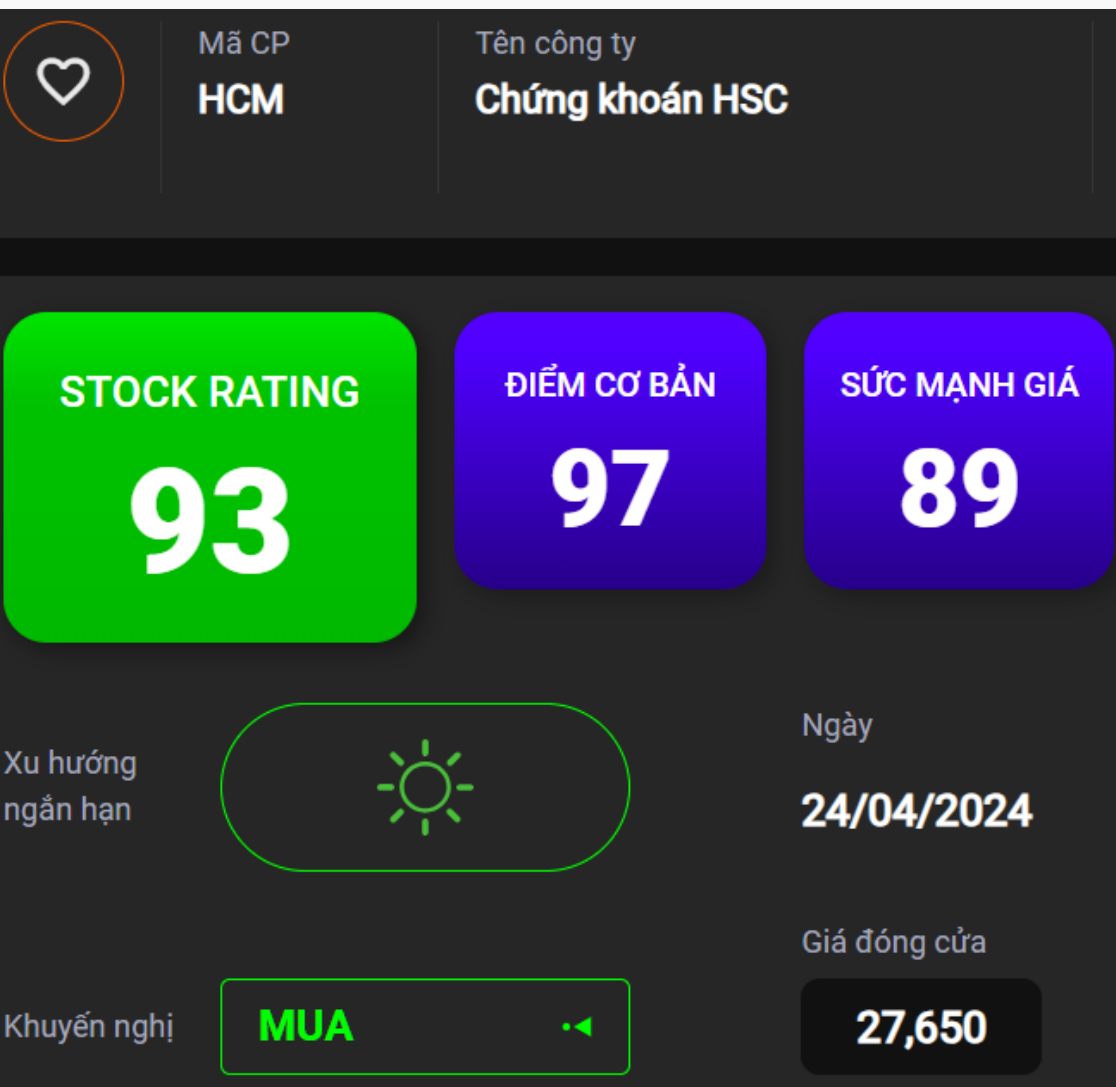 Mã CP
HCM
Tên công ty
Chứng khoán HSC
STOCK RATING
93
ĐIỂM CƠ BẢN
97
SỨC MẠNH GIÁ
89
Xu hướng
ngắn hạn
Ngày
24/04/2024
Khuyến nghị
MUA
Giá đóng cửa
27,650